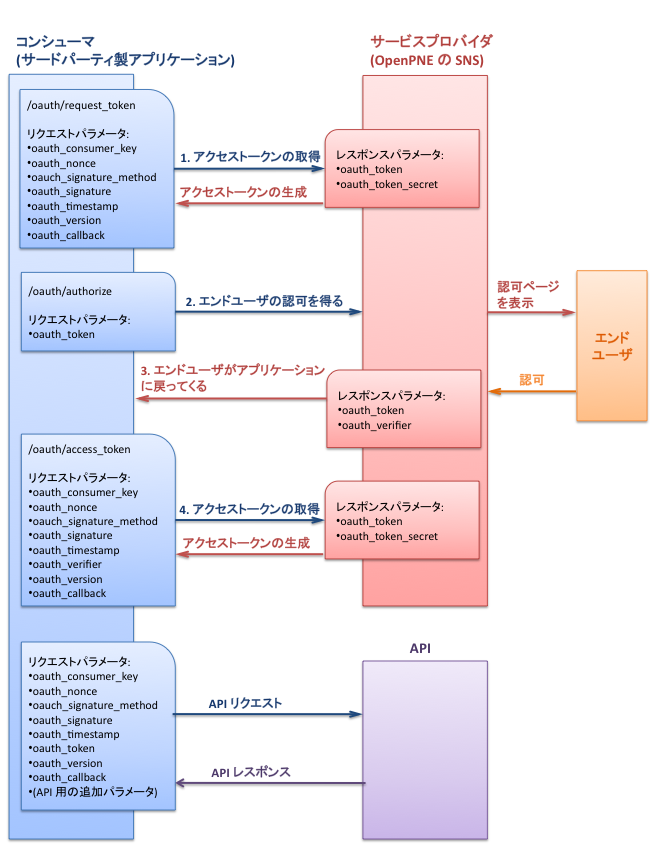 コンシューマ
(サードパーティ製アプリケーション)
サービスプロバイダ
(OpenPNE の SNS)
/oauth/request_token
リクエストパラメータ:
•oauth_consumer_key
•oauth_nonce
•oauch_signature_method
•oauth_signature
•oauth_timestamp
•oauth_version
•oauth_callback
1. アクセストークンの取得
アクセストークンの生成
レスポンスパラメータ:
•oauth_token
•oauth_token_secret
/oauth/authorize
リクエストパラメータ:
•oauth_token
2. エンドユーザの認可を得る
認可ページ
を表示
エンド
ユーザ
認可
3. エンドユーザがアプリケーション
に戻ってくる
レスポンスパラメータ:
•oauth_token
•oauth_verifier
/oauth/access_token
リクエストパラメータ:
•oauth_consumer_key
•oauth_nonce
•oauch_signature_method
•oauth_signature
•oauth_timestamp
•oauth_verifier
•oauth_version
•oauth_callback
4. アクセストークンの取得
アクセストークンの生成
レスポンスパラメータ:
•oauth_token
•oauth_token_secret
API
リクエストパラメータ:
•oauth_consumer_key
•oauth_nonce
•oauch_signature_method
•oauth_signature
•oauth_timestamp
•oauth_token
•oauth_version
•oauth_callback
•(API 用の追加パラメータ)
API リクエスト
API レスポンス